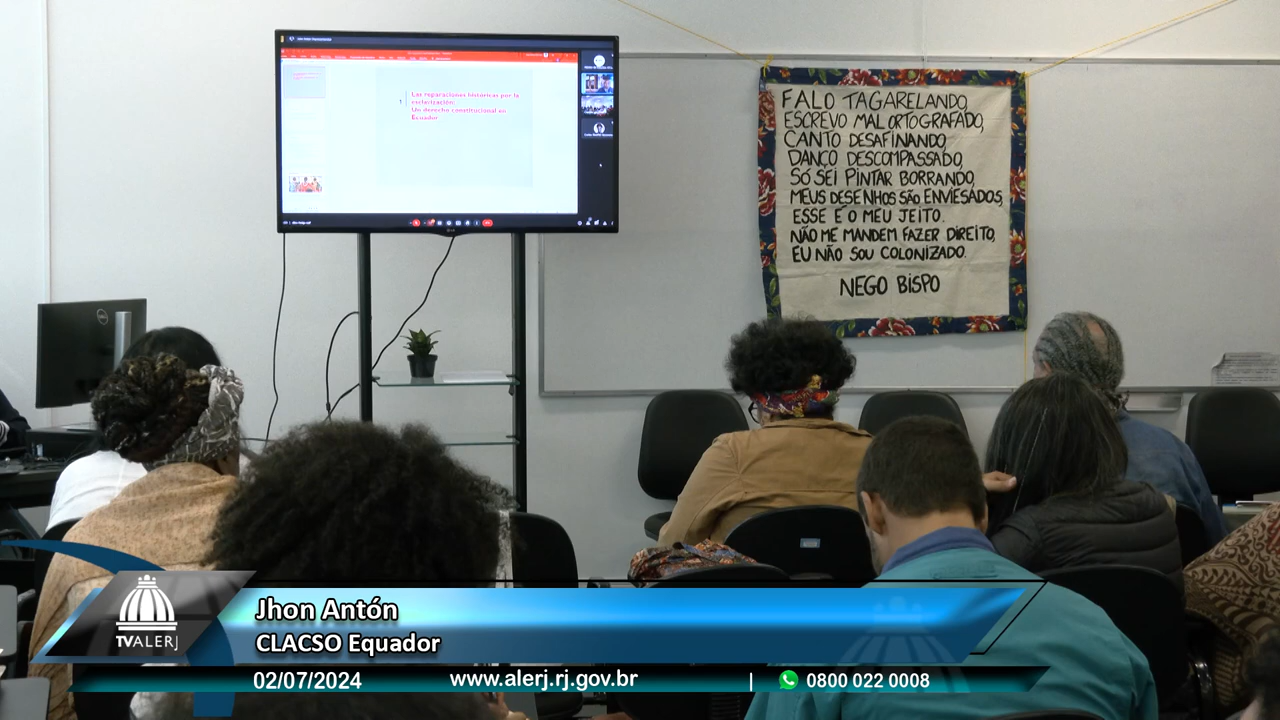 Las reparaciones históricas por la
esclavización:
Un derecho constitucional en
Ecuador
FALO TAGARELANDO,
ESCREVO MAL ORTOGRAFADO,
CANTO DESAFINANDO,
DANÇO DESCOMPASSADO,
SÓ SEI PINTAR BORRANDO,
MEUS DESENHOS SÃO ENVIESADOS,
ESSE É O MEU JEITO.
NÃO ME MANDEM FAZER DIREITO,
EU NÃO SOU COLONIZADO.
NEGO BISPO
DELL
LG
TVALERJ
Jhon Antón
CLACSO Equador
02/07/2024 www.alerj.rj.gov.br | 0800 022 0008